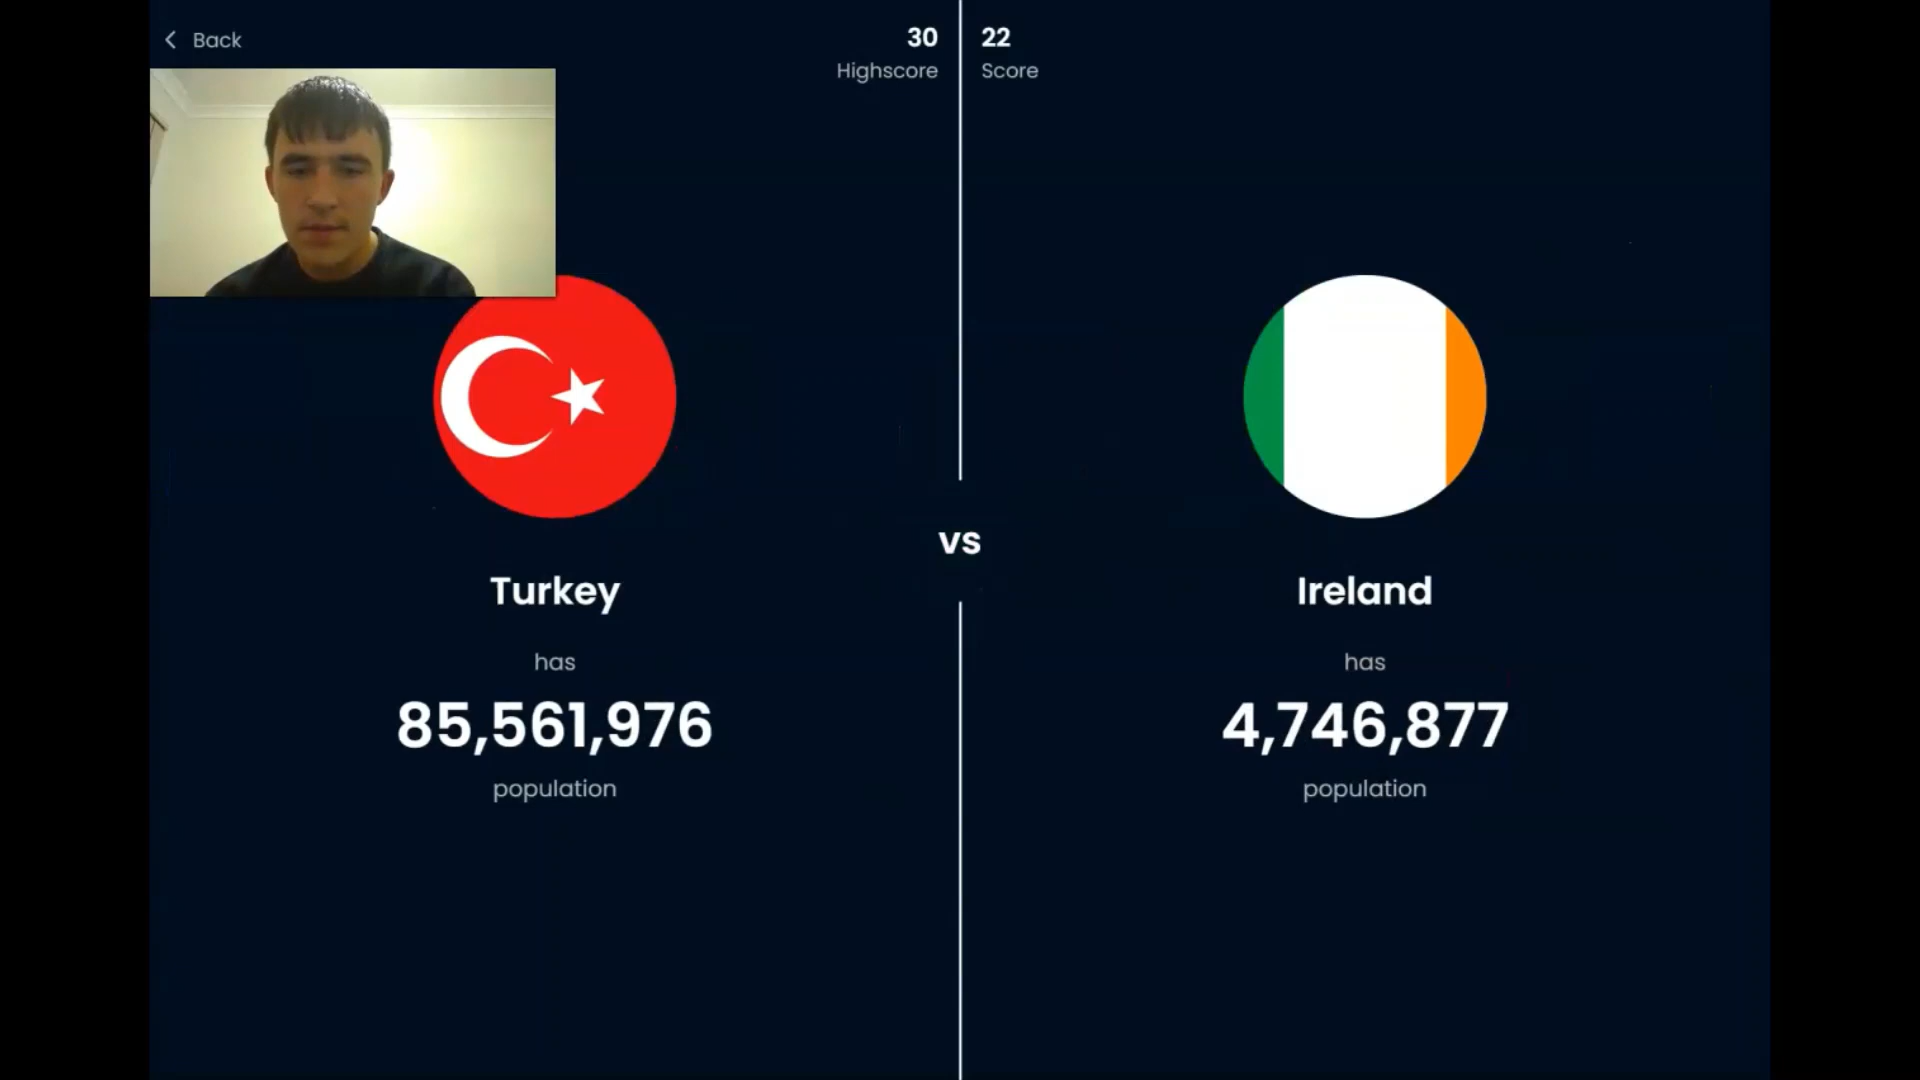 Back
30
Highscore
22
Score
vs
Turkey
has
85,561,976
population
Ireland
has
4,746,877
population